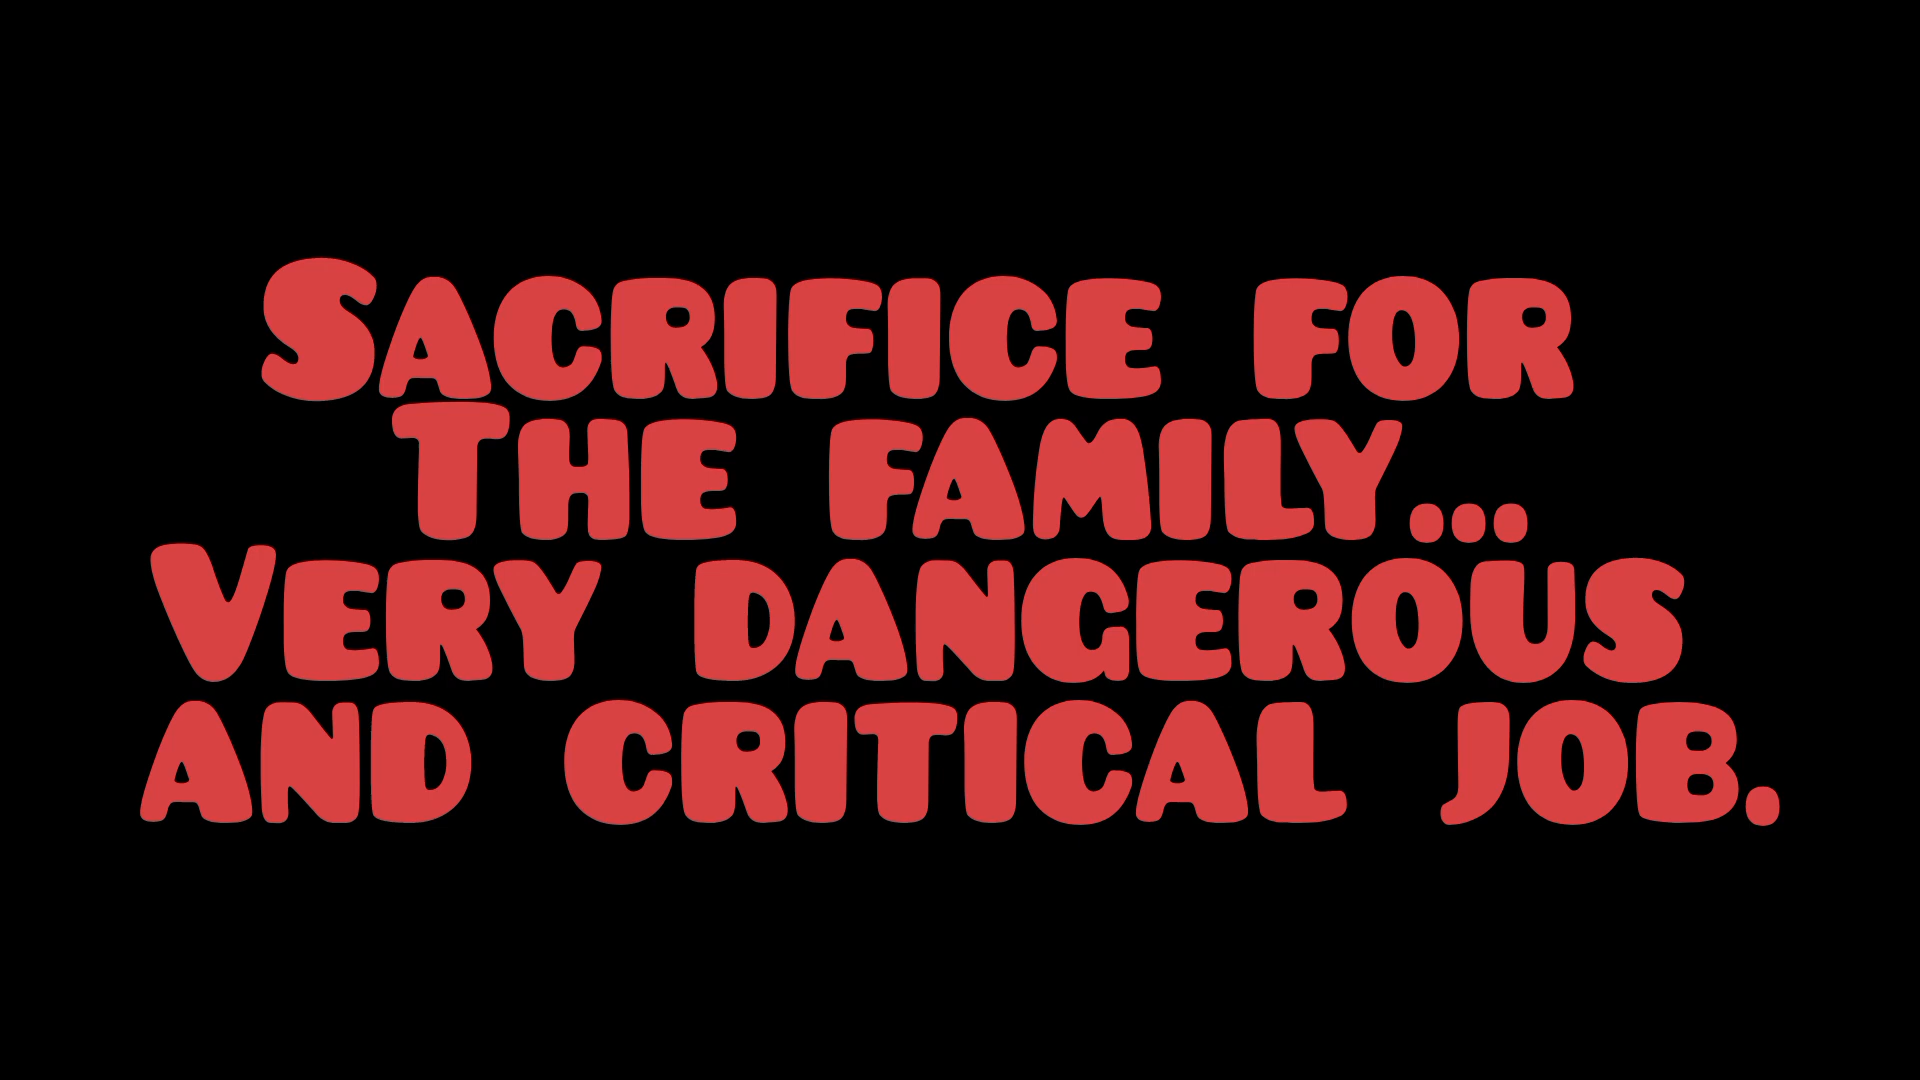 Sacrifice for
The family...
Very dangerous
and critical job.